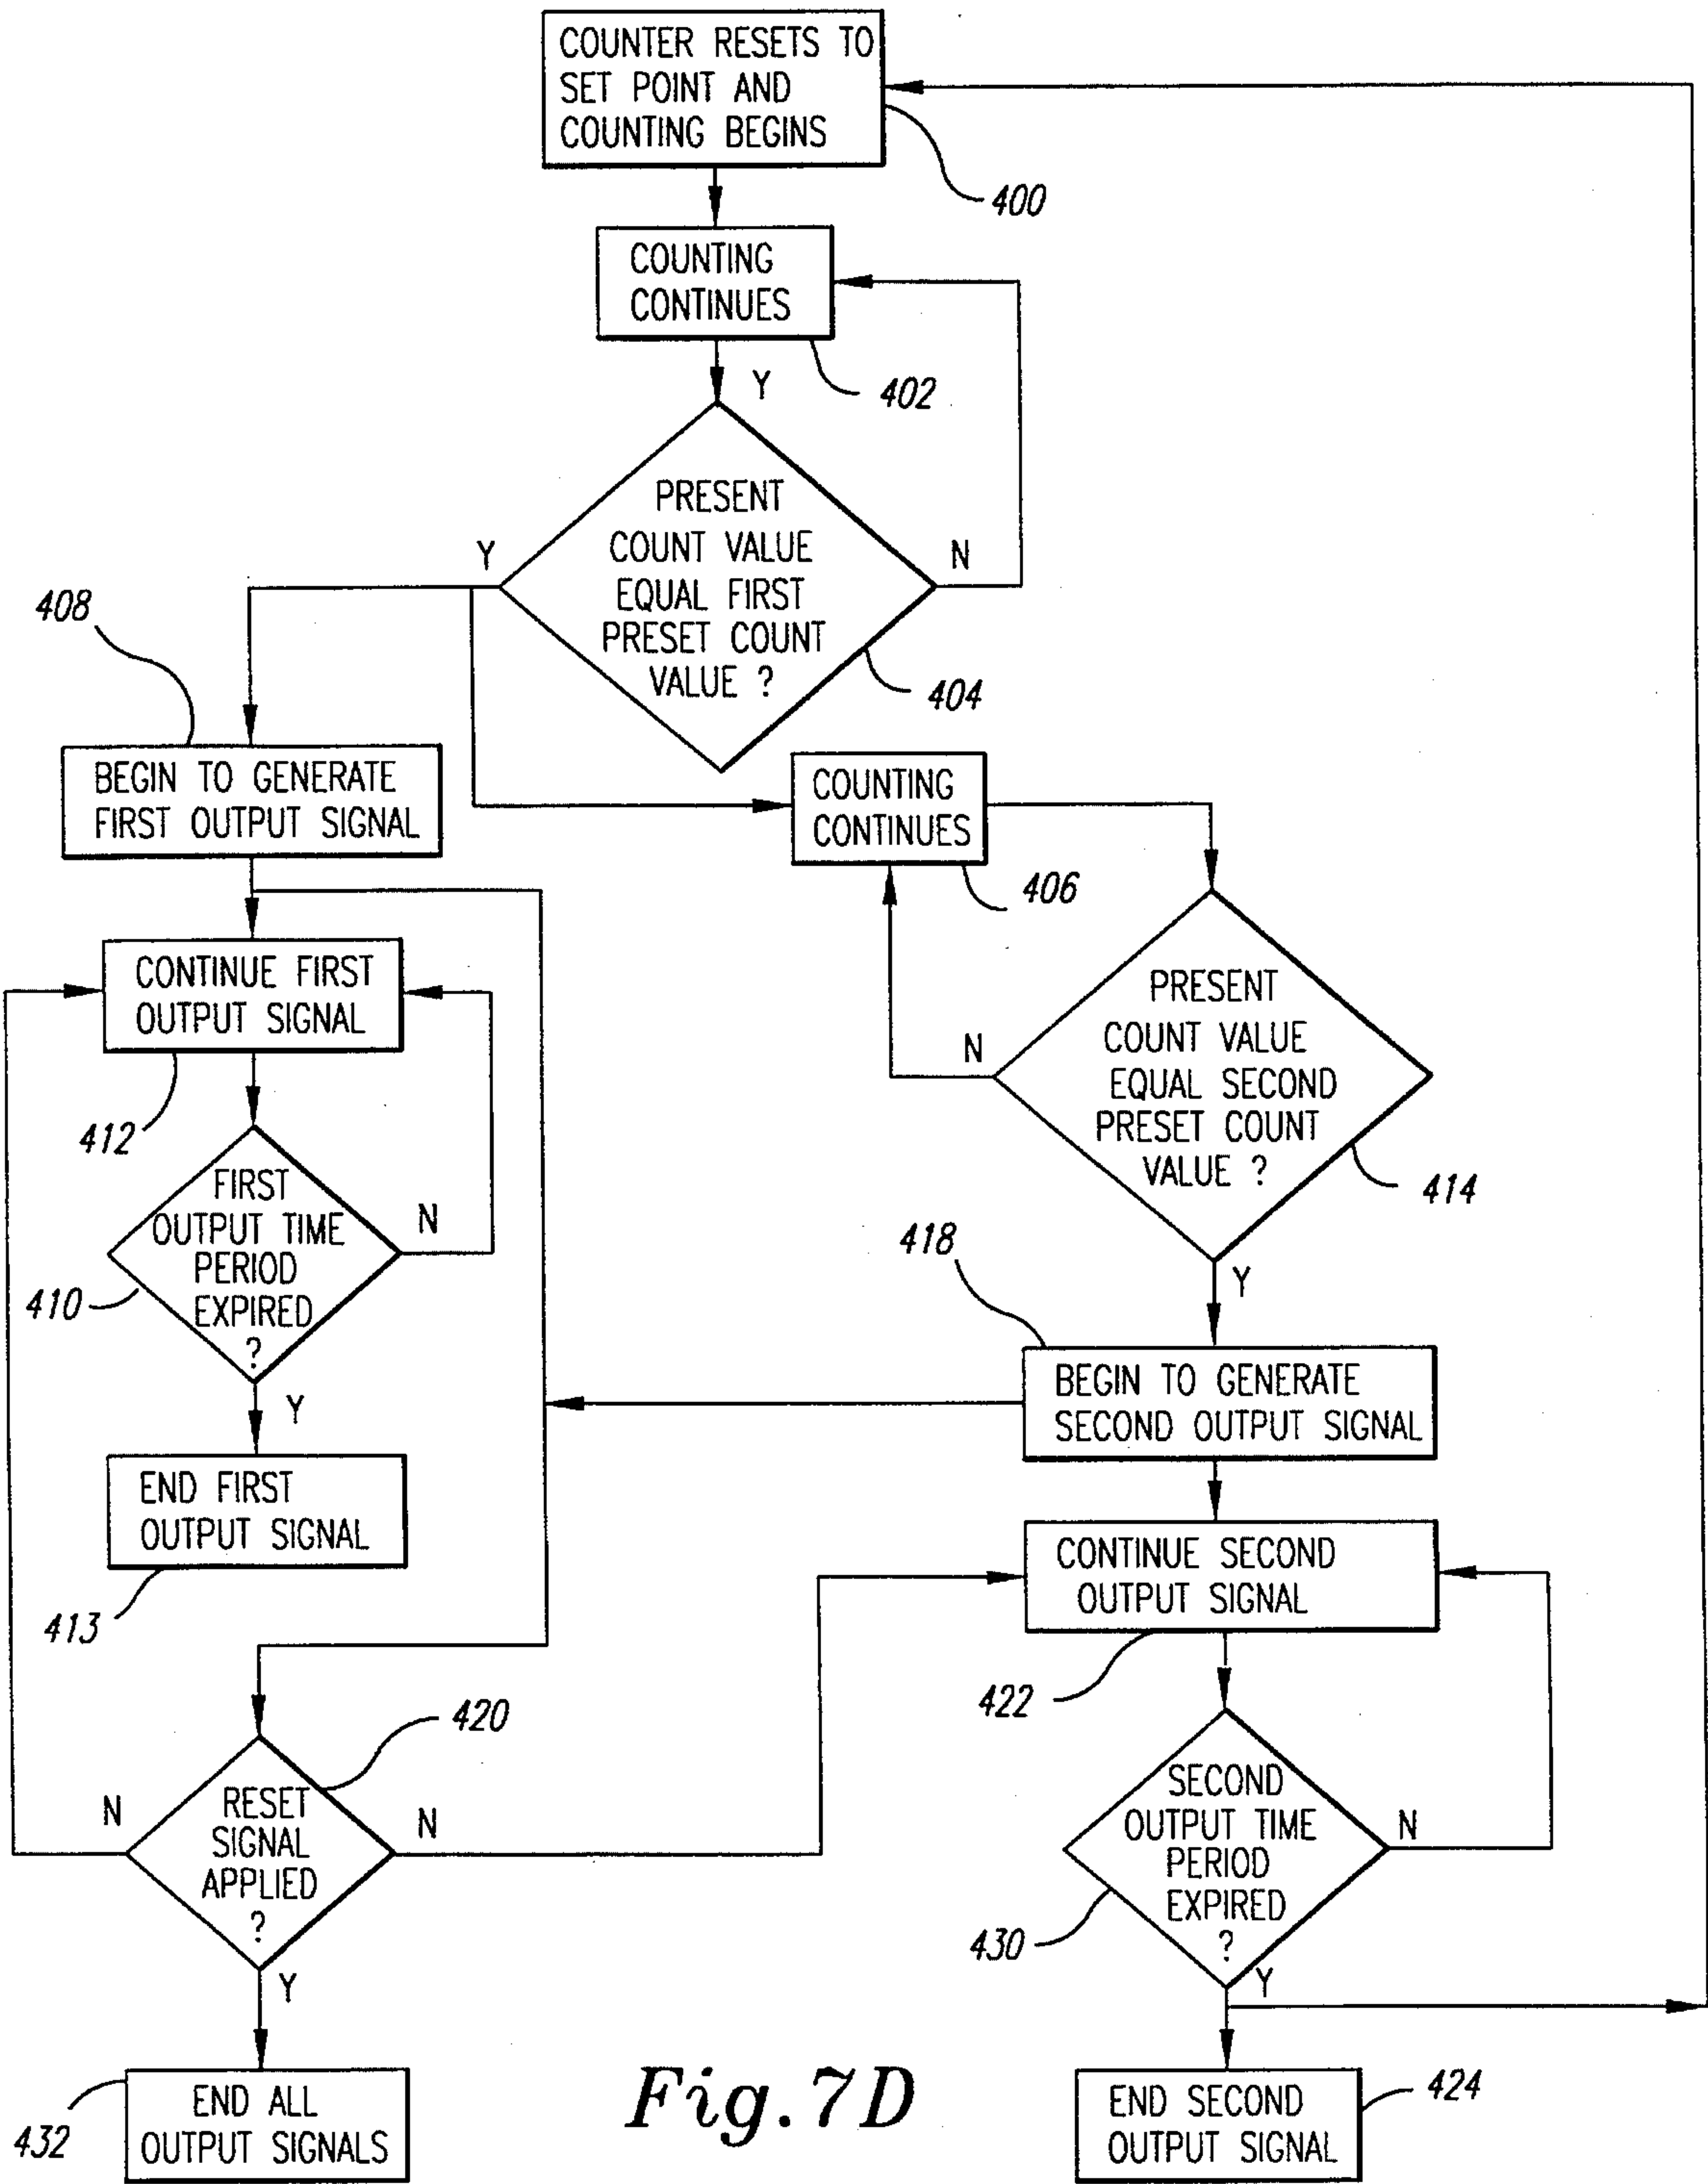 COUNTER RESETS TO
SET POINT AND
COUNTING BEGINS
400
COUNTING
CONTINUES
402
Y
PRESENT
COUNT VALUE
EQUAL FIRST
PRESET COUNT
VALUE ?
Y
N
404
408
BEGIN TO GENERATE
FIRST OUTPUT SIGNAL
COUNTING
CONTINUES
406
CONTINUE FIRST
OUTPUT SIGNAL
412
PRESENT
COUNT VALUE
EQUAL SECOND
PRESET COUNT
VALUE ?
N
414
FIRST
OUTPUT TIME
PERIOD
EXPIRED
?
N
410
Y
418
Y
BEGIN TO GENERATE
SECOND OUTPUT SIGNAL
END FIRST
OUTPUT SIGNAL
413
CONTINUE SECOND
OUTPUT SIGNAL
422
420
RESET
SIGNAL
APPLIED
?
N
N
Y
SECOND
OUTPUT TIME
PERIOD
EXPIRED
?
N
430
Y
END ALL
OUTPUT SIGNALS
432
Fig. 7D
END SECOND
OUTPUT SIGNAL
424